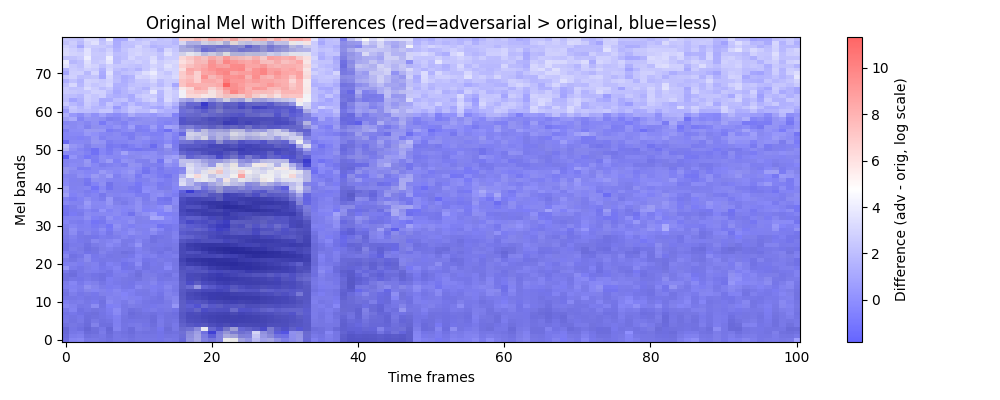 Original Mel with Differences (red=adversarial > original, blue=less)
Mel bands
70
60
50
40
30
20
10
0
0 20 40 60 80 100
Time frames
10
8
6
4
2
0
Difference (adv - orig, log scale)